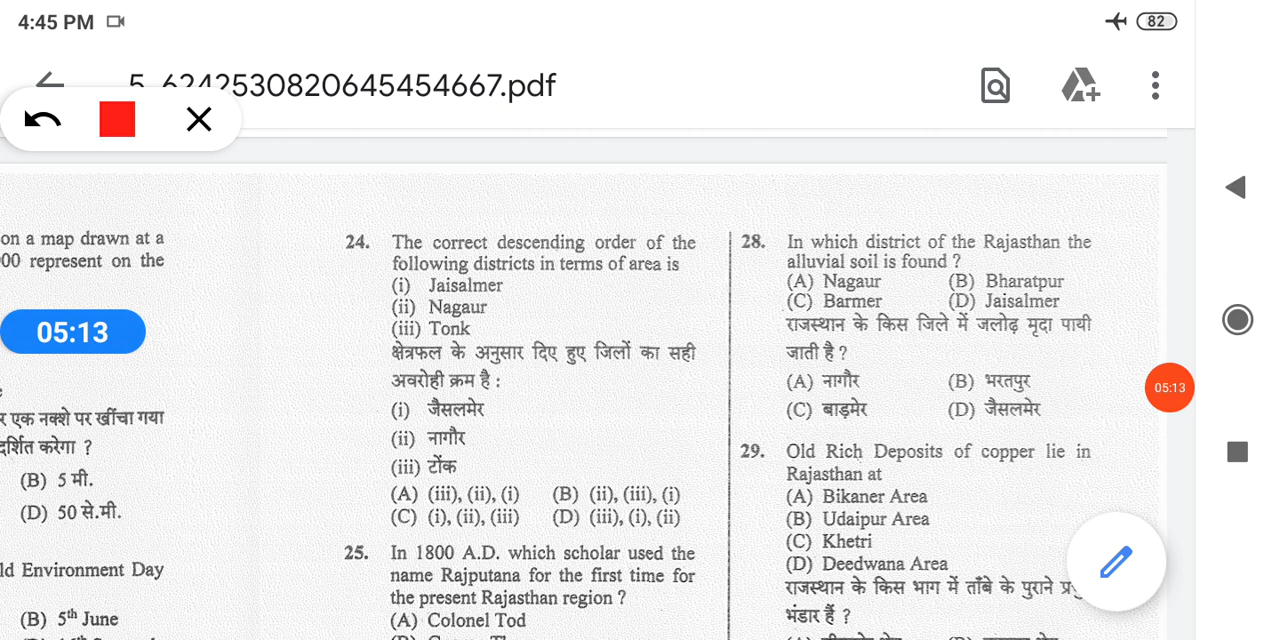 4:45 PM
82
5_6242530820645454667.pdf
on a map drawn at a
00 represent on the
05:13
र एक नक्शे पर खींचा गया
दर्शित करेगा ?
(B) 5 मी.
(D) 50 से.मी.
ld Environment Day
(B) 5th June
24. The correct descending order of the
following districts in terms of area is
(i) Jaisalmer
(ii) Nagaur
(iii) Tonk
क्षेत्रफल के अनुसार दिए हुए जिलों का सही
अवरोही क्रम है :
(i) जैसलमेर
(ii) नागौर
(iii) टोंक
(A) (iii), (ii), (i) (B) (ii), (iii), (i)
(C) (i), (ii), (iii) (D) (iii), (i), (ii)
25. In 1800 A.D. which scholar used the
name Rajputana for the first time for
the present Rajasthan region ?
(A) Colonel Tod
28. In which district of the Rajasthan the
alluvial soil is found ?
(A) Nagaur (B) Bharatpur
(C) Barmer (D) Jaisalmer
राजस्थान के किस जिले में जलोढ़ मृदा पायी
जाती है ?
(A) नागौर (B) भरतपुर
(C) बाड़मेर (D) जैसलमेर
29. Old Rich Deposits of copper lie in
Rajasthan at
(A) Bikaner Area
(B) Udaipur Area
(C) Khetri
(D) Deedwana Area
राजस्थान के किस भाग में ताँबे के पुराने
भंडार हैं ?
05:13